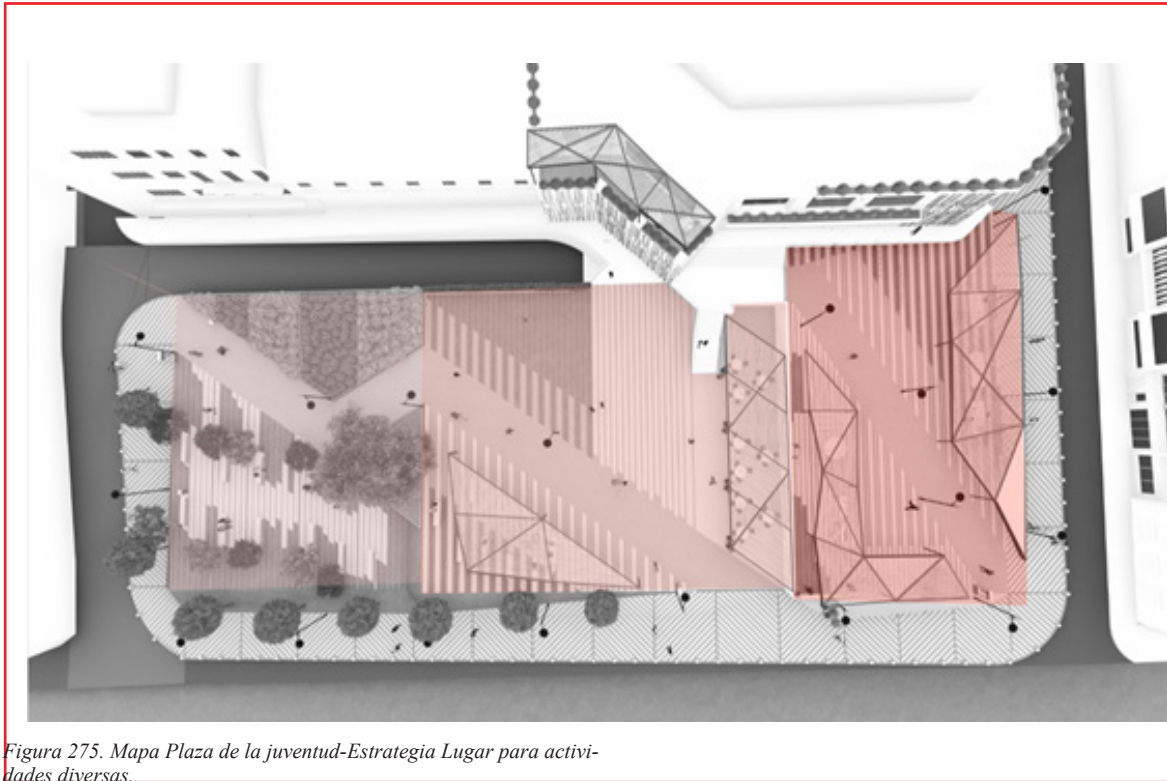 Figura 275. Mapa Plaza de la juventud-Estrategia Lugar para activi-
dades diversas.